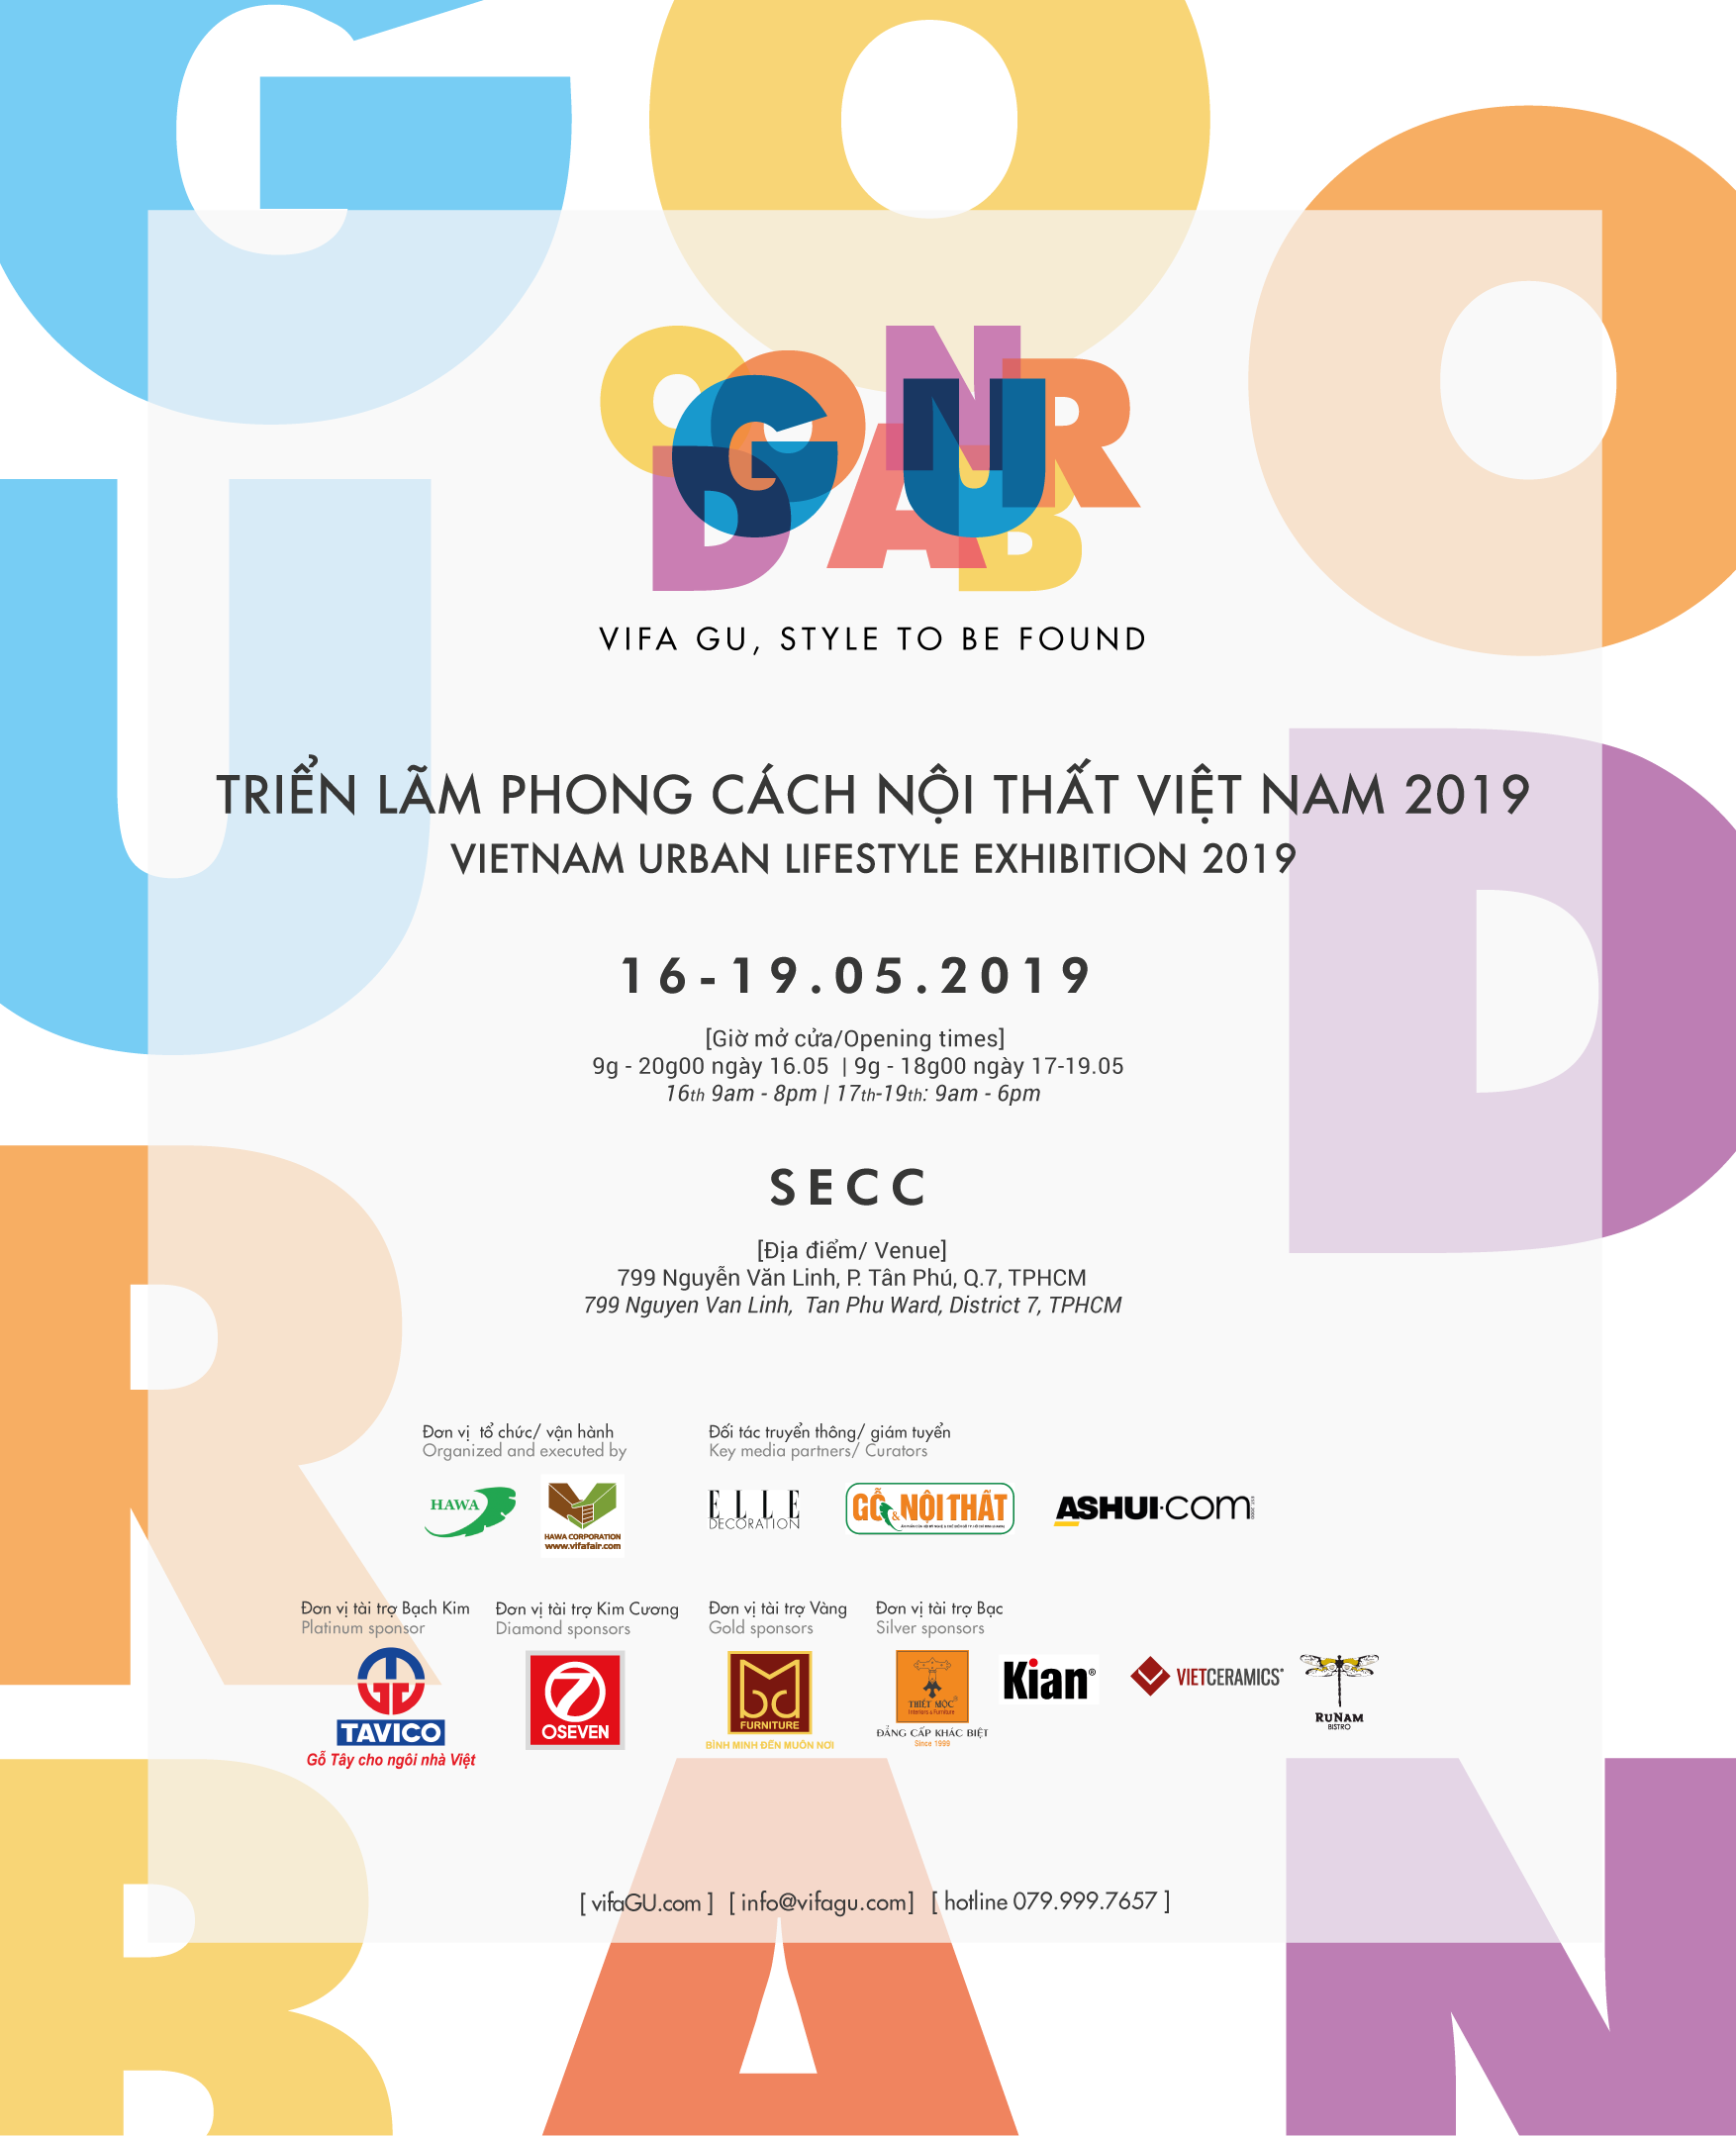 GOOD URBAN
VIFA GU, STYLE TO BE FOUND
TRIỂN LÃM PHONG CÁCH NỘI THẤT VIỆT NAM 2019
VIETNAM URBAN LIFESTYLE EXHIBITION 2019
16-19.05.2019
[Giờ mở cửa/Opening times]
9g - 20g00 ngày 16.05 | 9g - 18g00 ngày 17-19.05
16th 9am - 8pm | 17th-19th: 9am - 6pm
SECC
[Địa điểm/ Venue]
799 Nguyễn Văn Linh, P. Tân Phú, Q.7, TPHCM
799 Nguyen Van Linh, Tan Phu Ward, District 7, TPHCM
Đơn vị tổ chức/ vận hành
Organized and executed by
HAWA
HAWA CORPORATION
www.vifafair.com
Đối tác truyền thông/ giám tuyển
Key media partners/ Curators
ELLE
DECORATION
GỖ & NỘI THẤT
ASHUI.COM
Đơn vị tài trợ Bạch Kim
Platinum sponsor
TAVICO
Gỗ Tây cho ngôi nhà Việt
Đơn vị tài trợ Kim Cương
Diamond sponsors
7
OSEVEN
Đơn vị tài trợ Vàng
Gold sponsors
FURNITURE
BÌNH MINH ĐẾN MUÔN NƠI
Đơn vị tài trợ Bạc
Silver sponsors
THIẾT MỘC
Interiors & Furniture
ĐẲNG CẤP KHÁC BIỆT
Since 1999
Kian®
VIETCERAMICS
RUNAM
BISTRO
[ vifaGU.com ] [ info@vifagu.com] [ hotline 079.999.7657 ]